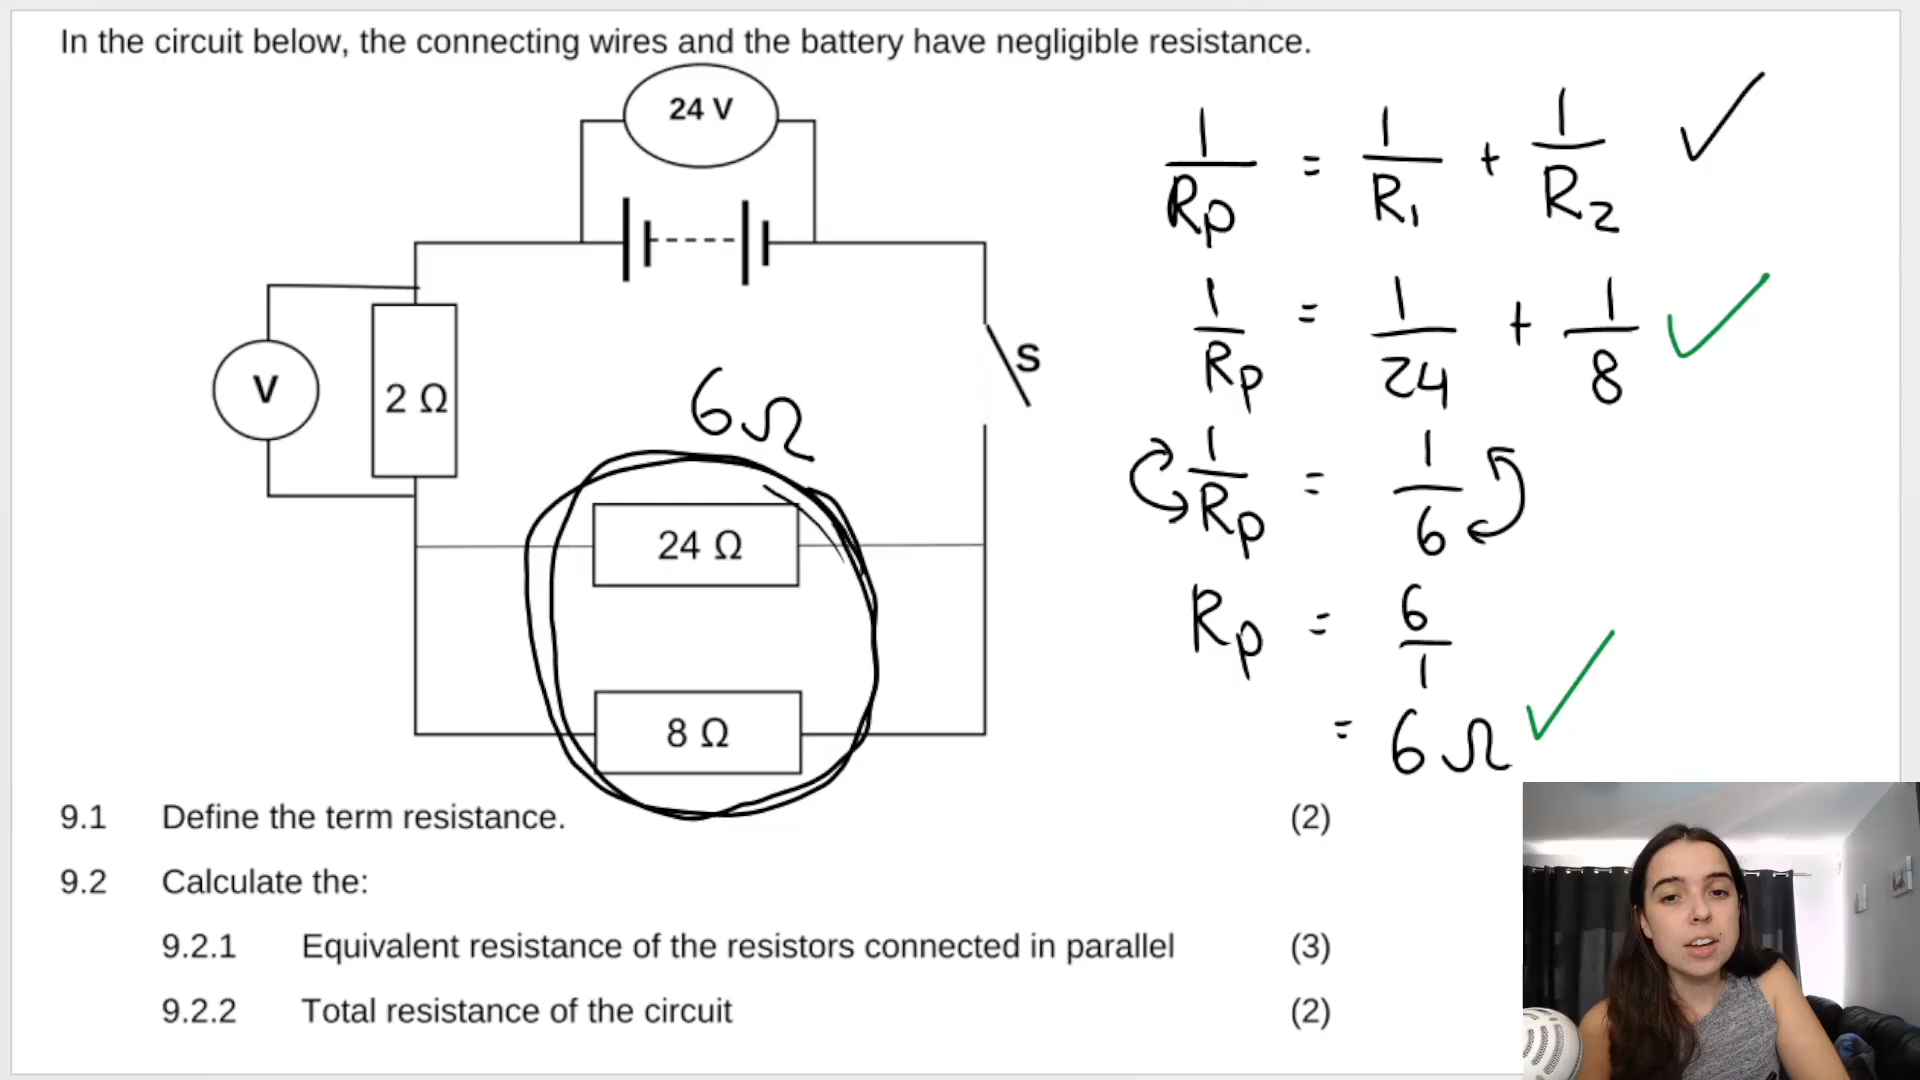 In the circuit below, the connecting wires and the battery have negligible resistance.
24 V
V
2 Ω
S
6Ω
24 Ω
8 Ω
1/Rp = 1/R1 + 1/R2 ✓
1/Rp = 1/24 + 1/8 ✓
1/Rp = 1/6
Rp = 6/1
= 6Ω ✓
9.1 Define the term resistance. (2)
9.2 Calculate the:
9.2.1 Equivalent resistance of the resistors connected in parallel (3)
9.2.2 Total resistance of the circuit (2)